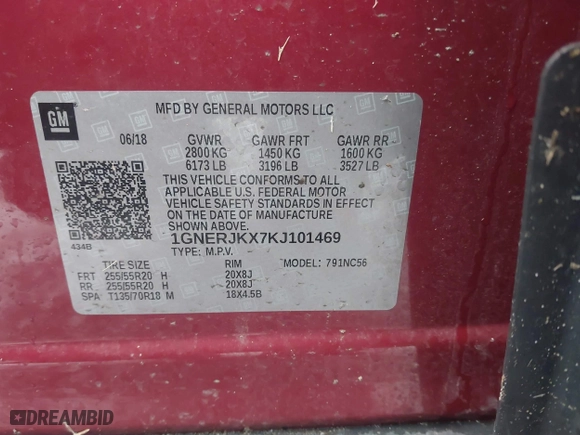 GM
MFD BY GENERAL MOTORS LLC
06/18 GVWR GAWR FRT GAWR RR
2800 KG 1450 KG 1600 KG
6173 LB 3196 LB 3527 LB
THIS VEHICLE CONFORMS TO ALL
APPLICABLE U.S. FEDERAL MOTOR
VEHICLE SAFETY STANDARDS IN EFFECT
ON THE DATE OF MANUFACTURE
SHOWN ABOVE.
434B
1GNERJKX7KJ101469
TYPE: M.P.V. MODEL: 791NC56
TIRE SIZE RIM
FRT 255/55R20 H 20X8J
RR 255/55R20 H 20X8J
SPA T135/70R18 M 18X4.5B
DREAMBID